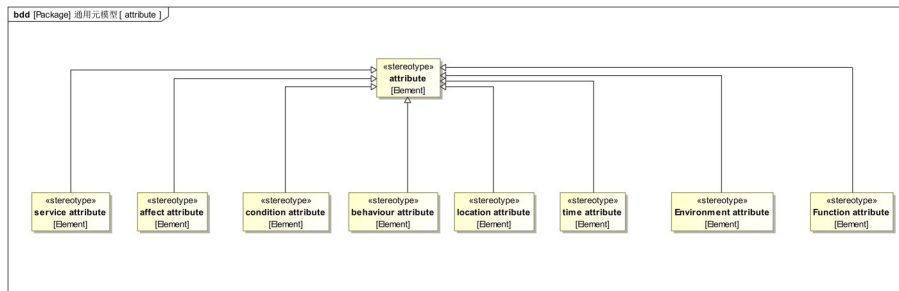 bdd [Package] 通用元模型 [ attribute ]
«stereotype»
attribute
[Element]
«stereotype»
service attribute
[Element]
«stereotype»
affect attribute
[Element]
«stereotype»
condition attribute
[Element]
«stereotype»
behaviour attribute
[Element]
«stereotype»
location attribute
[Element]
«stereotype»
time attribute
[Element]
«stereotype»
Environment attribute
[Element]
«stereotype»
Function attribute
[Element]